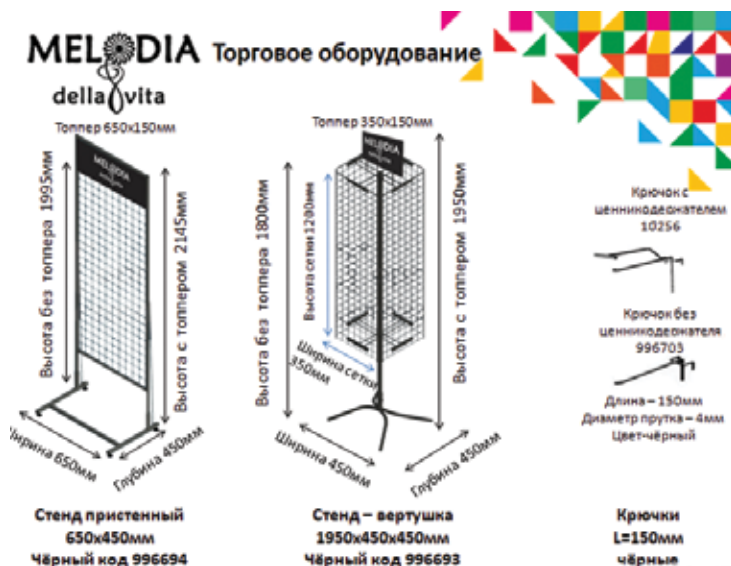 MELODIA
della vita
Торговое оборудование
Топпер 650х150мм
MELODIA
Высота без топпера 1995мм
Высота с топпером 2145мм
Ширина 650мм
Глубина 450мм
Стенд пристенный
650х450мм
Чёрный код 996694
Топпер 350х150мм
MELODIA
Высота без топпера 1800мм
Высота сетки 1200мм
Высота с топпером 1950мм
Ширина сетки
350мм
Ширина 450мм
Глубина 450мм
Стенд – вертушка
1950х450х450мм
Чёрный код 996693
Крючок с
ценникодержателем
10256
Крючок без
ценникодержателя
996703
Длина – 150мм
Диаметр прутка – 4мм
Цвет-чёрный
Крючки
L=150мм
чёрные